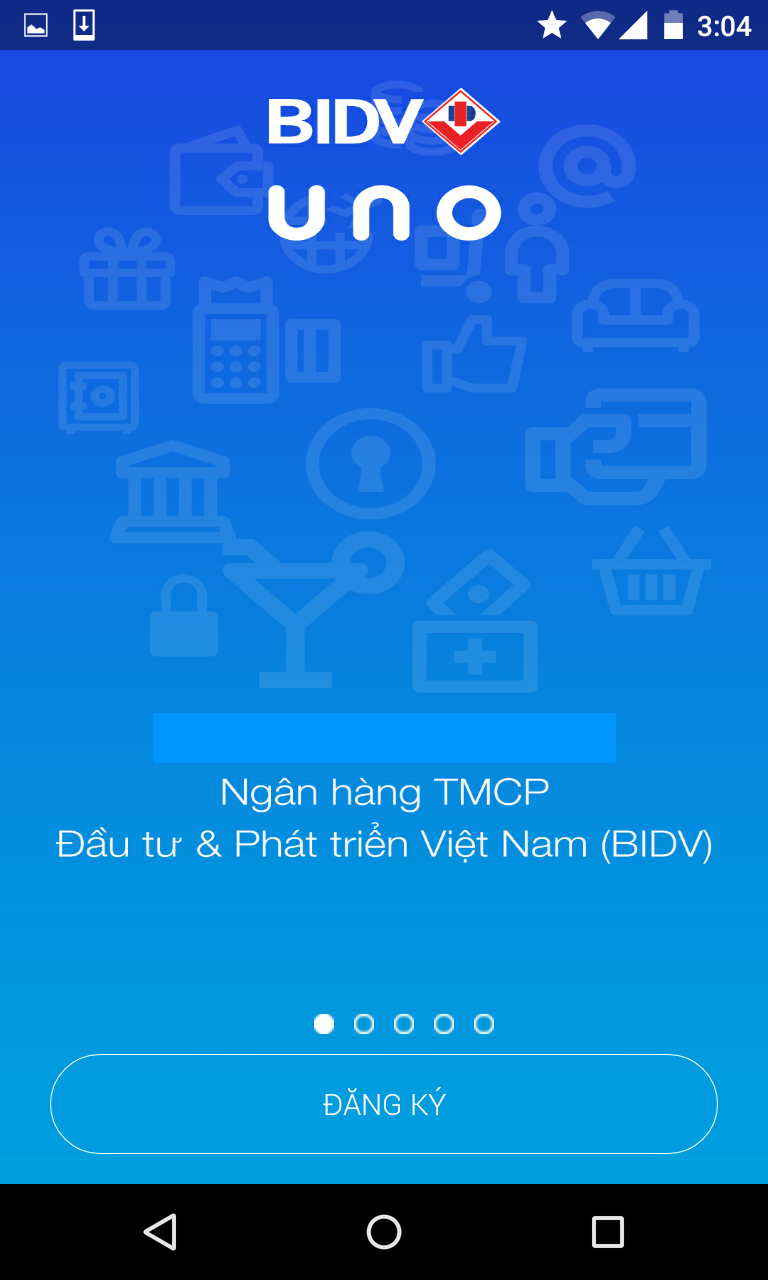 3:04
BIDV
uno
Ngân hàng TMCP
Đầu tư & Phát triển Việt Nam (BIDV)
ĐĂNG KÝ